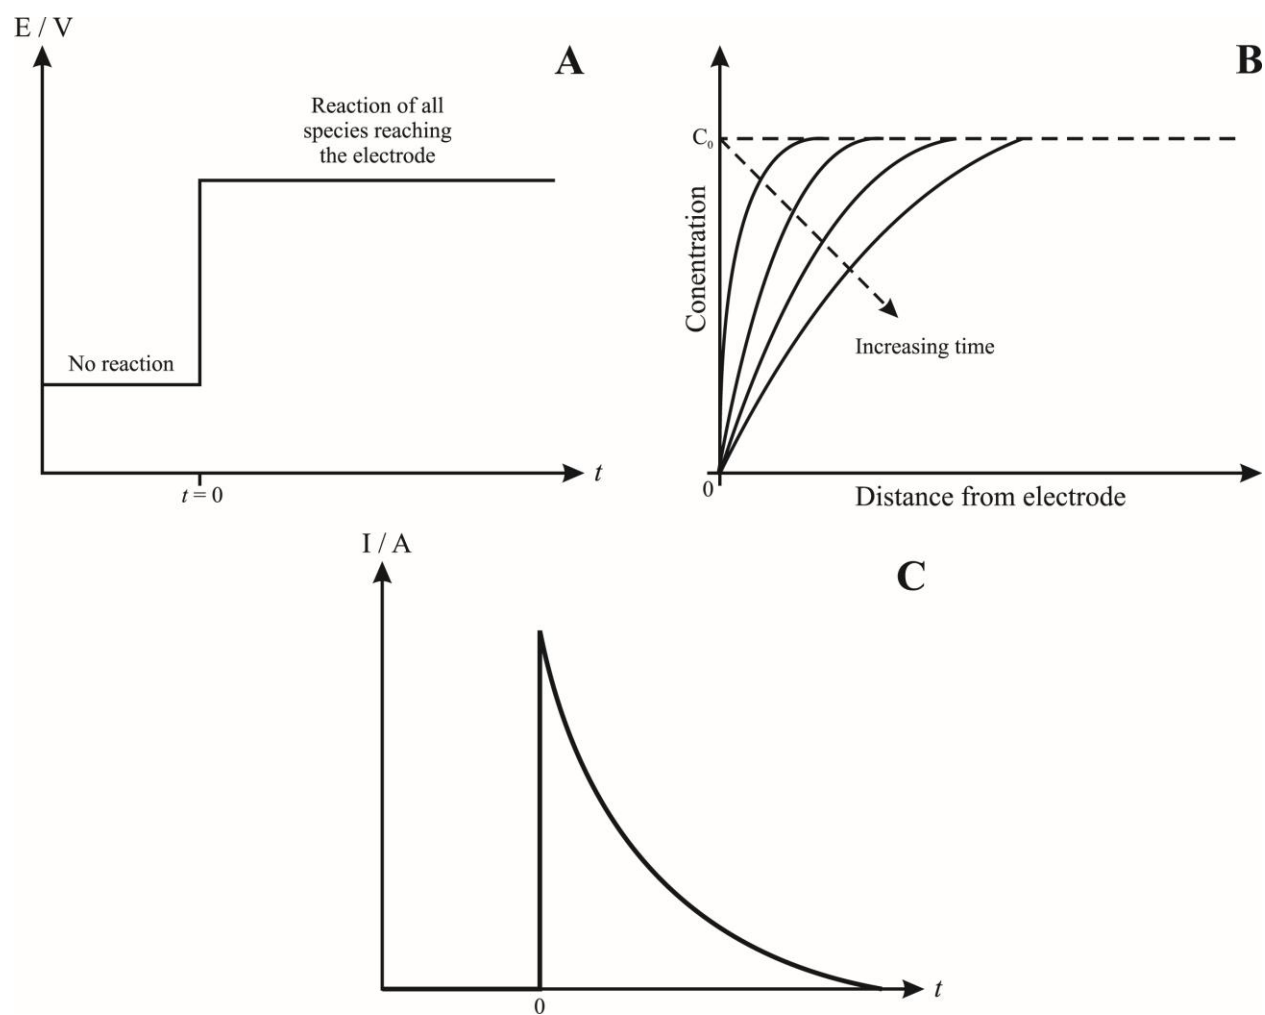 E / V
A
Reaction of all
species reaching
the electrode
No reaction
t = 0
t
B
C₀
Conentration
Increasing time
0
Distance from electrode
I / A
C
0
t